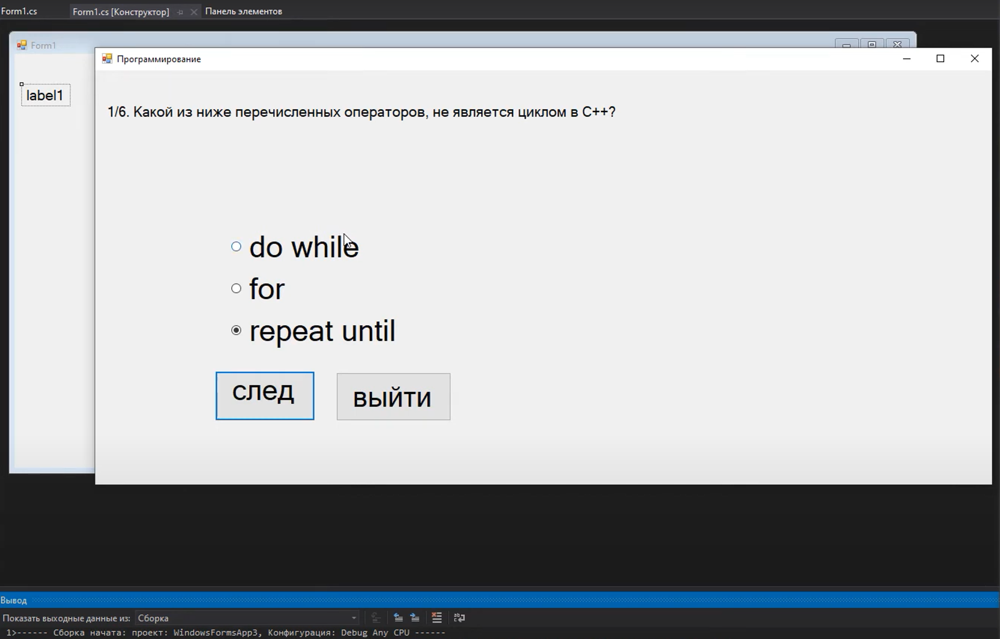 Form1.cs
Form1.cs [Конструктор]
Панель элементов
Form1
Программирование
label1
1/6. Какой из ниже перечисленных операторов, не является циклом в C++?
do while
for
repeat until
след
выйти
Вывод
Показать выходные данные из:
Сборка
1>------ Сборка начата: проект: WindowsFormsApp3, Конфигурация: Debug Any CPU ------